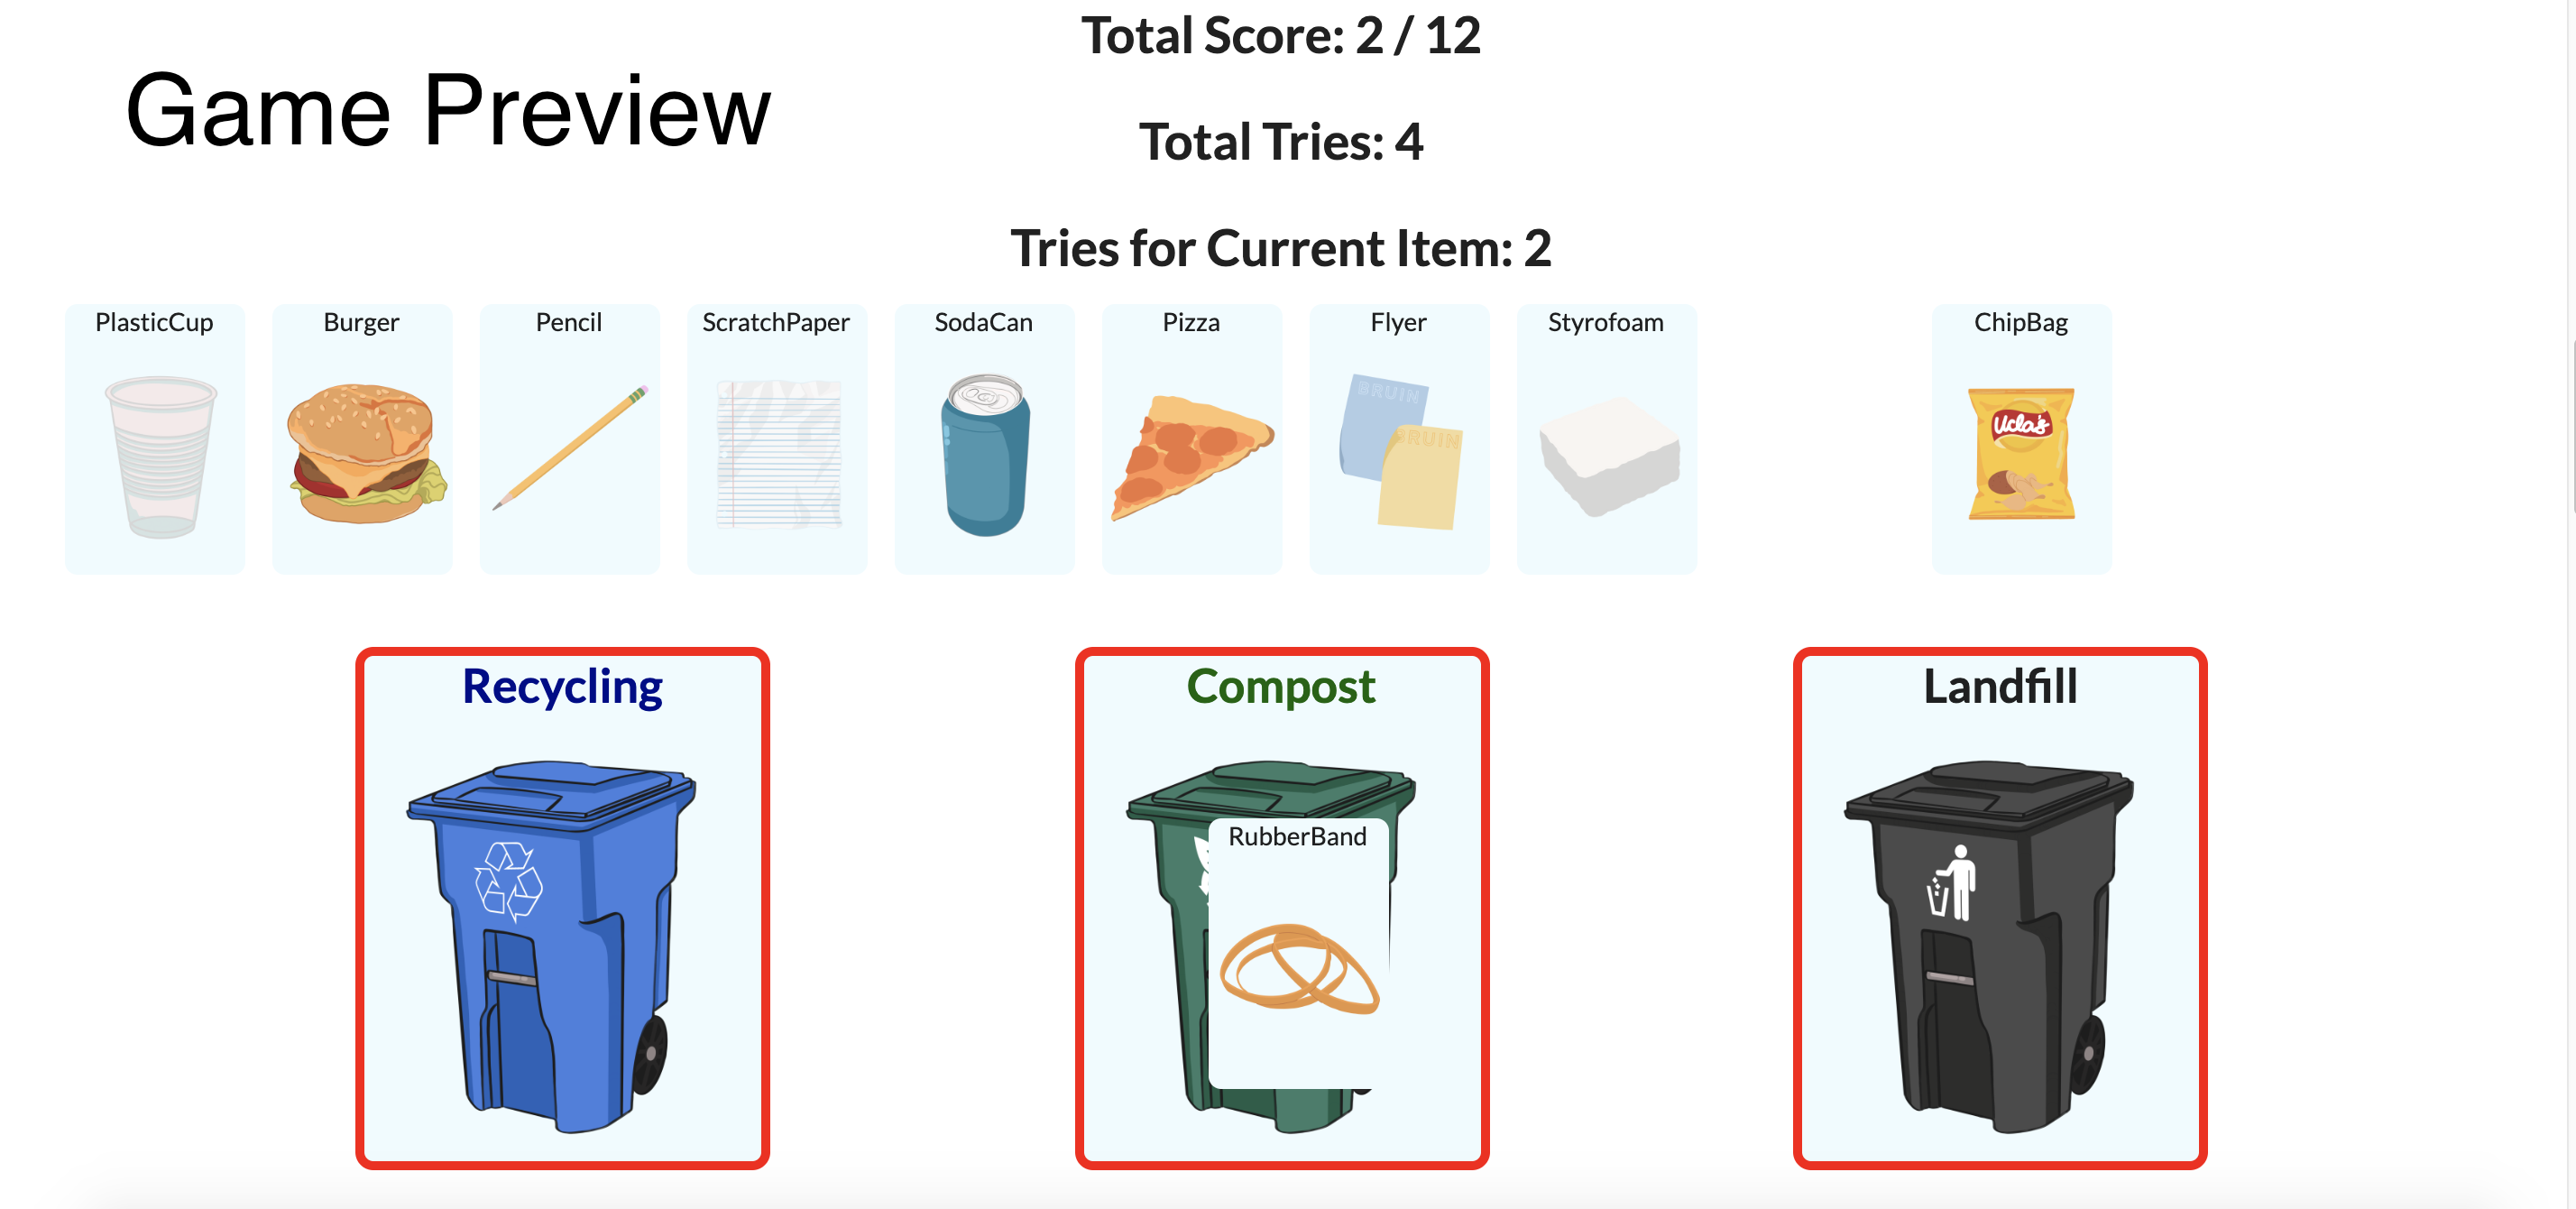 Total Score: 2 / 12
Game Preview
Total Tries: 4
Tries for Current Item: 2
PlasticCup
Burger
Pencil
ScratchPaper
SodaCan
Pizza
Flyer
Styrofoam
ChipBag
BRUIN
BRUIN
Ucla's
Recycling
Compost
Landfill
RubberBand